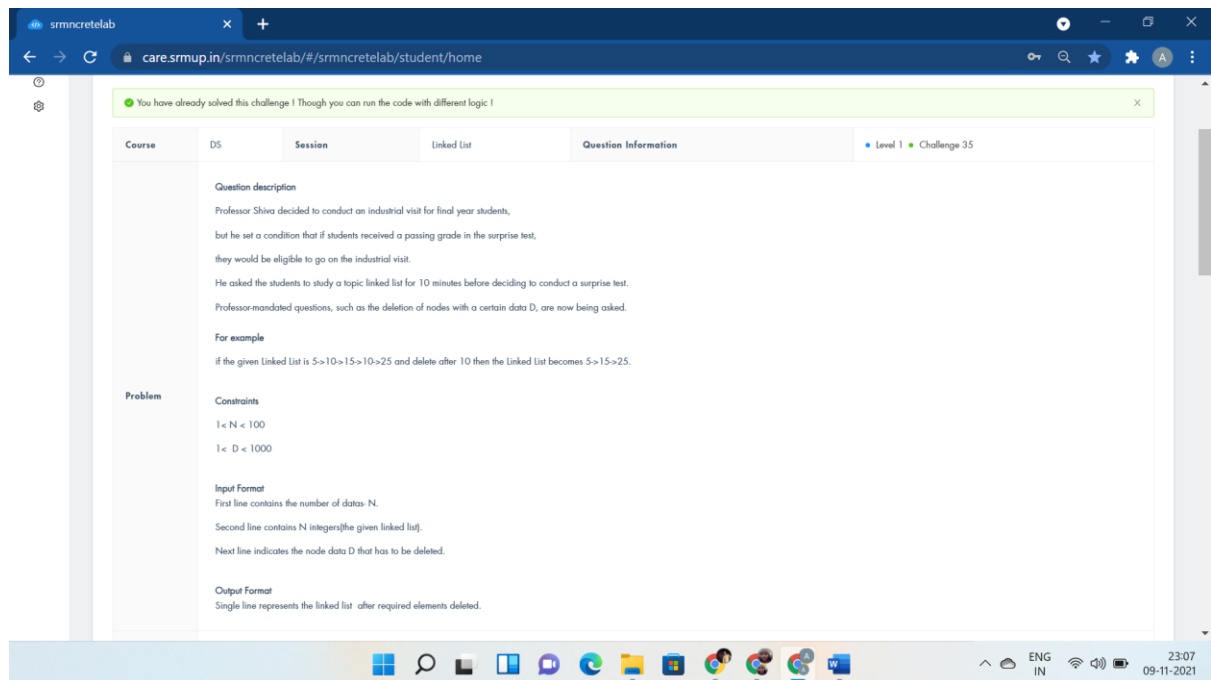 srmncretelab
care.srmup.in/srmncretelab/#/srmncretelab/student/home
A
You have already solved this challenge ! Though you can run the code with different logic !
Course DS Session Linked List Question Information Level 1 Challenge 35
Question description
Professor Shiva decided to conduct an industrial visit for final year students,
but he set a condition that if students received a passing grade in the surprise test,
they would be eligible to go on the industrial visit.
He asked the students to study a topic linked list for 10 minutes before deciding to conduct a surprise test.
Professor-mandated questions, such as the deletion of nodes with a certain data D, are now being asked.
For example
if the given Linked List is 5->10->15->10->25 and delete after 10 then the Linked List becomes 5->15->25.
Problem
Constraints
1< N < 100
1< D < 1000
Input Format
First line contains the number of datas- N.
Second line contains N integers(the given linked list).
Next line indicates the node data D that has to be deleted.
Output Format
Single line represents the linked list after required elements deleted.
ENG
IN
23:07
09-11-2021